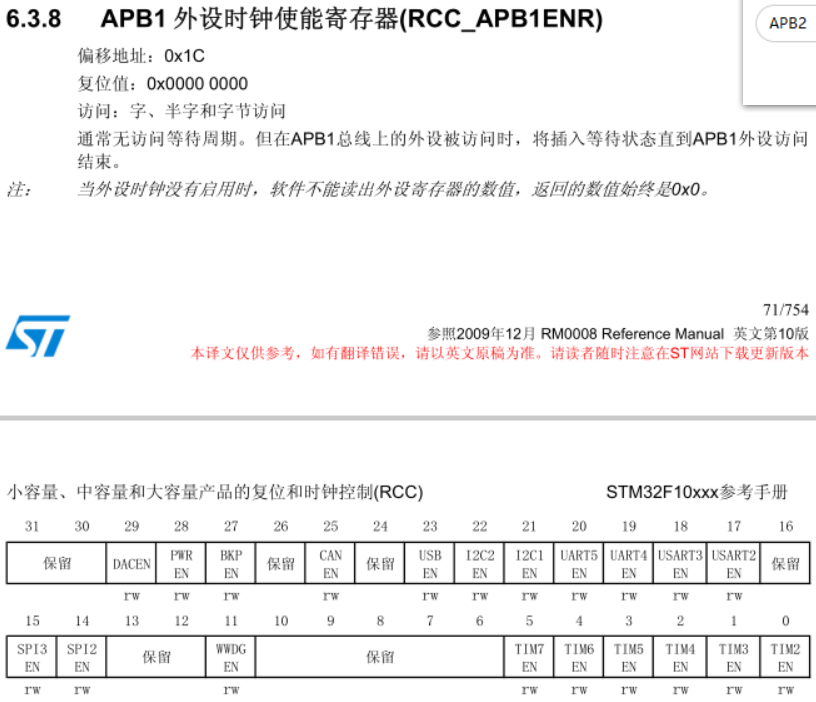 6.3.8 APB1 外设时钟使能寄存器(RCC_APB1ENR)
APB2
偏移地址：0x1C
复位值：0x0000 0000
访问：字、半字和字节访问
通常无访问等待周期。但在APB1总线上的外设被访问时，将插入等待状态直到APB1外设访问
结束。
注： 当外设时钟没有启用时，软件不能读出外设寄存器的数值，返回的数值始终是0x0。
71/754
ST
参照2009年12月 RM0008 Reference Manual 英文第10版
本译文仅供参考，如有翻译错误，请以英文原稿为准。请读者随时注意在ST网站下载更新版本
小容量、中容量和大容量产品的复位和时钟控制(RCC) STM32F10xxx参考手册
31 30 29 28 27 26 25 24 23 22 21 20 19 18 17 16
保留 DACEN PWR EN BKP EN 保留 CAN EN 保留 USB EN I2C2 EN I2C1 EN UART5 EN UART4 EN USART3 EN USART2 EN 保留
rw rw rw rw rw rw rw rw rw rw rw
15 14 13 12 11 10 9 8 7 6 5 4 3 2 1 0
SPI3 EN SPI2 EN 保留 WWDG EN 保留 TIM7 EN TIM6 EN TIM5 EN TIM4 EN TIM3 EN TIM2 EN
rw rw rw rw rw rw rw rw rw